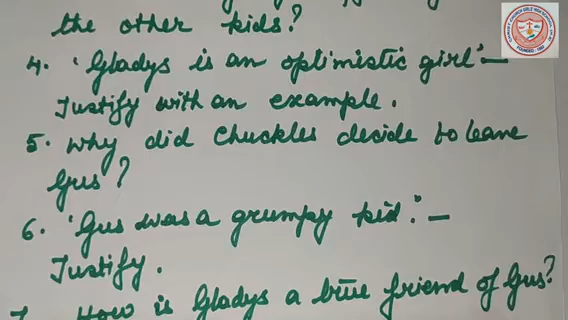 the other kids?
4. 'Gladys is an optimistic girl'—
Justify with an example.
5. Why did Chuckles decide to leave
Gus?
6. 'Gus was a grumpy kid.'—
Justify.
How is Gladys a true friend of Gus?